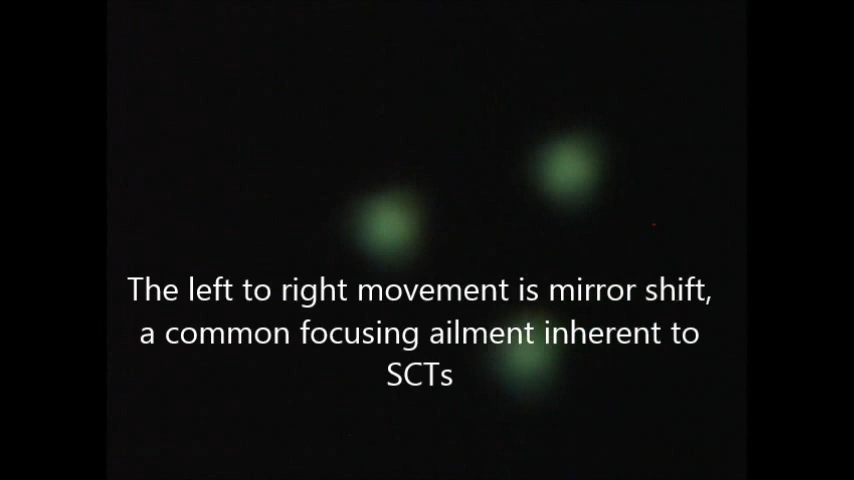 The left to right movement is mirror shift,
a common focusing ailment inherent to
SCTs